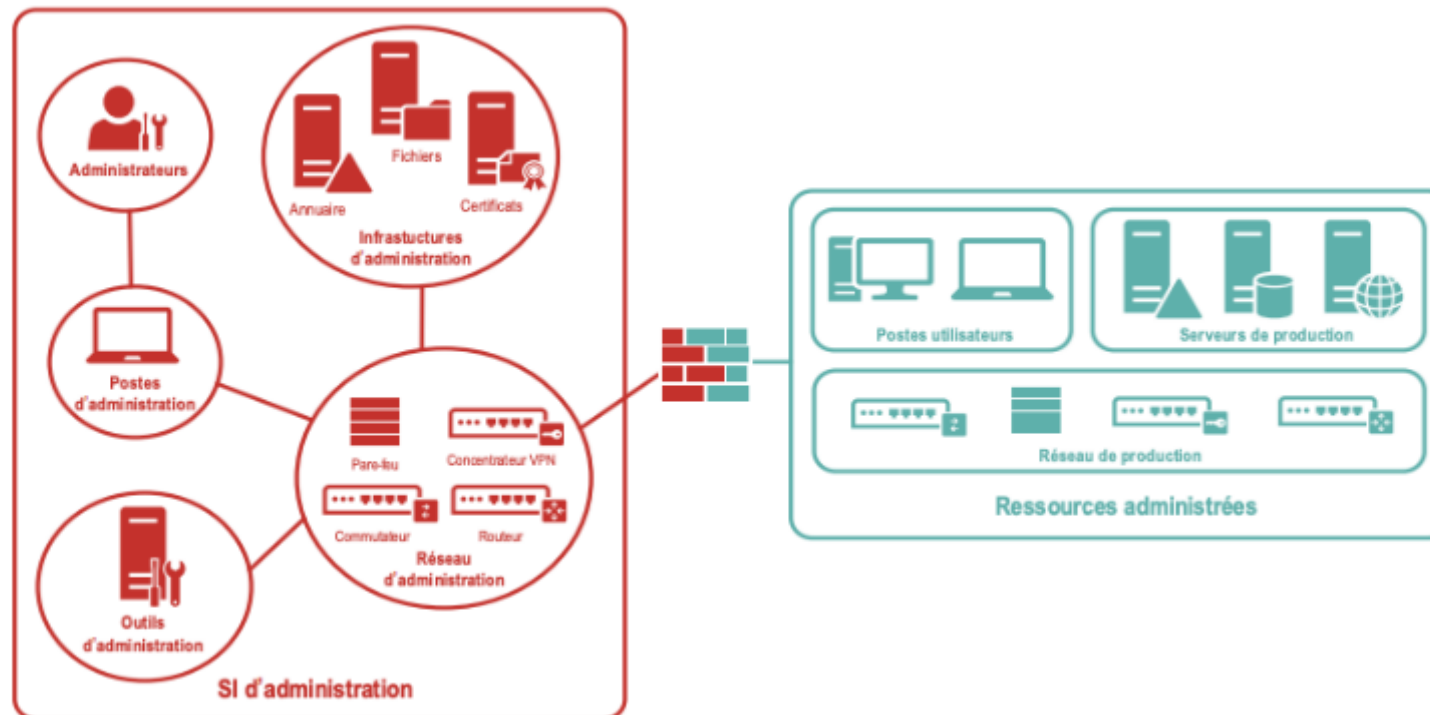 Administrateurs
Annuaire
Fichiers
Certificats
Infrastuctures
d'administration
Postes
d'administration
Pare-feu
Concentrateur VPN
Commutateur
Routeur
Réseau
d'administration
Outils
d'administration
SI d'administration
Postes utilisateurs
Serveurs de production
Réseau de production
Ressources administrées